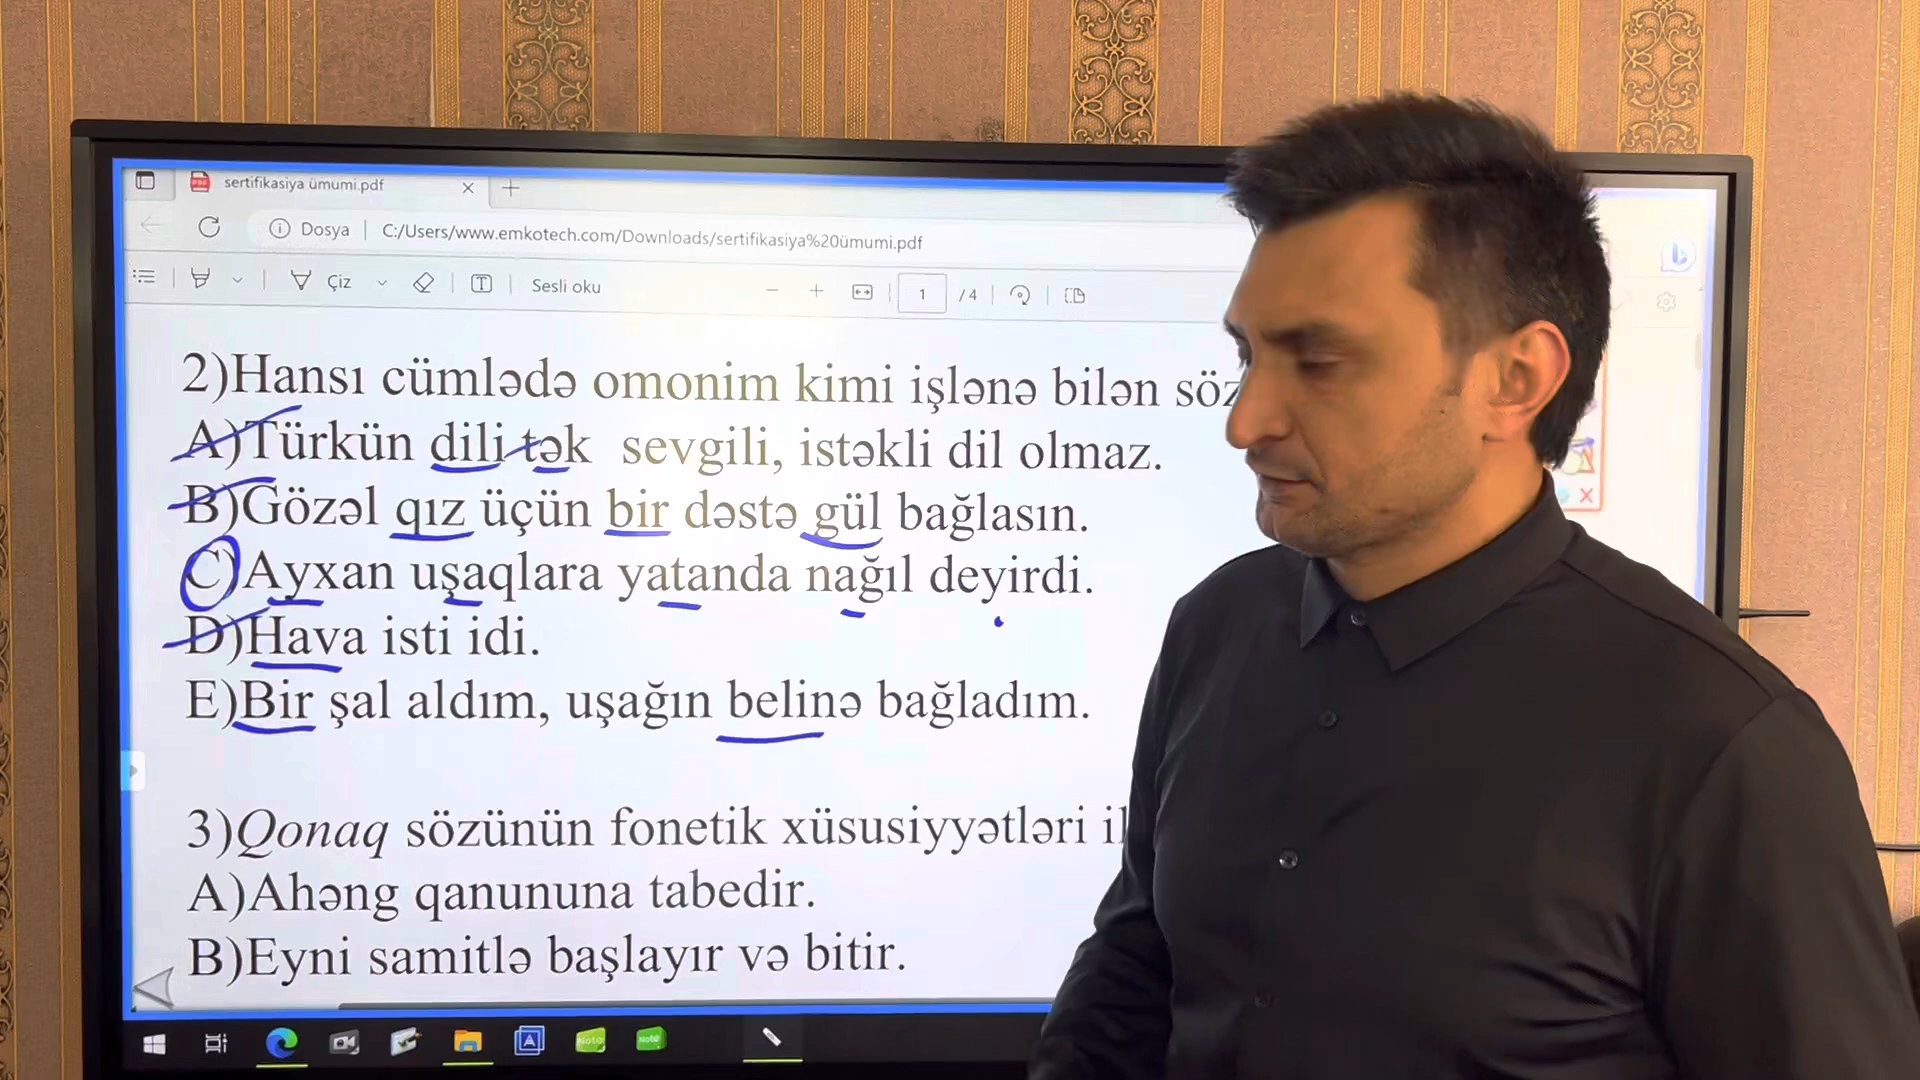 sertifikasiya ümumi.pdf
Dosya C:/Users/www.emkotech.com/Downloads/sertifikasiya%20ümumi.pdf
Çiz Sesli oku 1 /4
2)Hansı cümlədə omonim kimi işlənə bilən söz
A)Türkün dili tək sevgili, istəkli dil olmaz.
B)Gözəl qız üçün bir dəstə gül bağlasın.
C)Ayxan uşaqlara yatanda nağıl deyirdi.
D)Hava isti idi.
E)Bir şal aldım, uşağın belinə bağladım.
3)Qonaq sözünün fonetik xüsusiyyətləri
A)Ahəng qanununa tabedir.
B)Eyni samitlə başlayır və bitir.